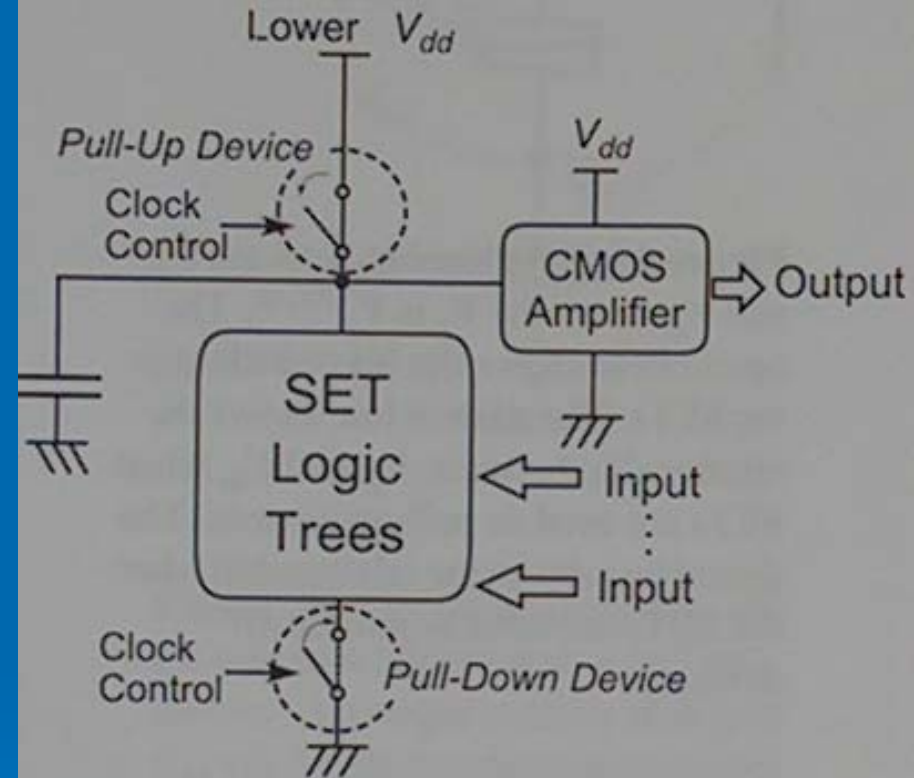 Lower V_dd
Pull-Up Device
V_dd
Clock
Control
CMOS
Amplifier
Output
SET
Logic
Trees
Input
Input
Clock
Control
Pull-Down Device